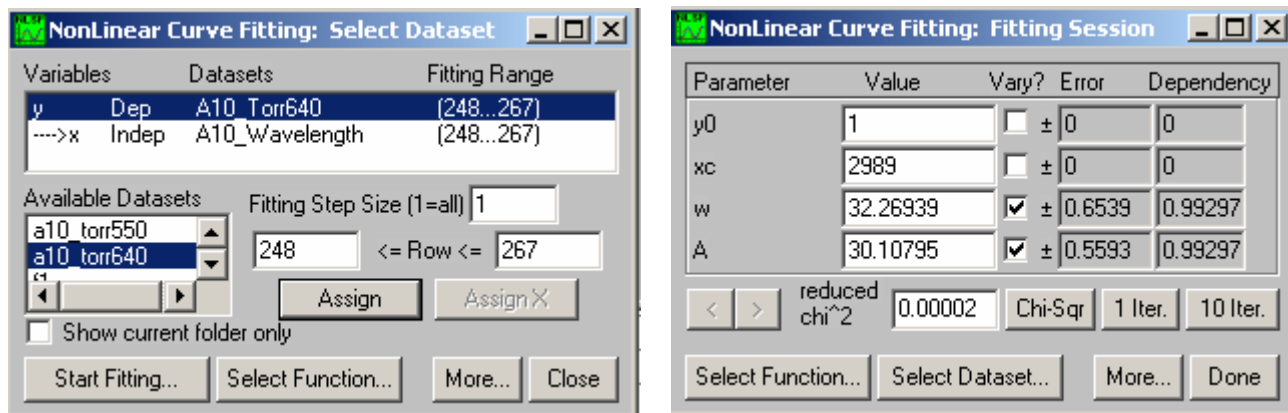 NonLinear Curve Fitting: Select Dataset
Variables Datasets Fitting Range
y Dep A10_Torr640 (248...267)
---->x Indep A10_Wavelength (248...267)
Available Datasets
Fitting Step Size (1=all) 1
a10_torr550
a10_torr640
248 <= Row <= 267
Assign Assign X
Show current folder only
Start Fitting... Select Function... More... Close
NonLinear Curve Fitting: Fitting Session
Parameter Value Vary? Error Dependency
y0 1 ± 0 0
xc 2989 ± 0 0
w 32.26939 ± 0.6539 0.99297
A 30.10795 ± 0.5593 0.99297
< > reduced chi^2 0.00002 Chi-Sqr 1 Iter. 10 Iter.
Select Function... Select Dataset... More... Done